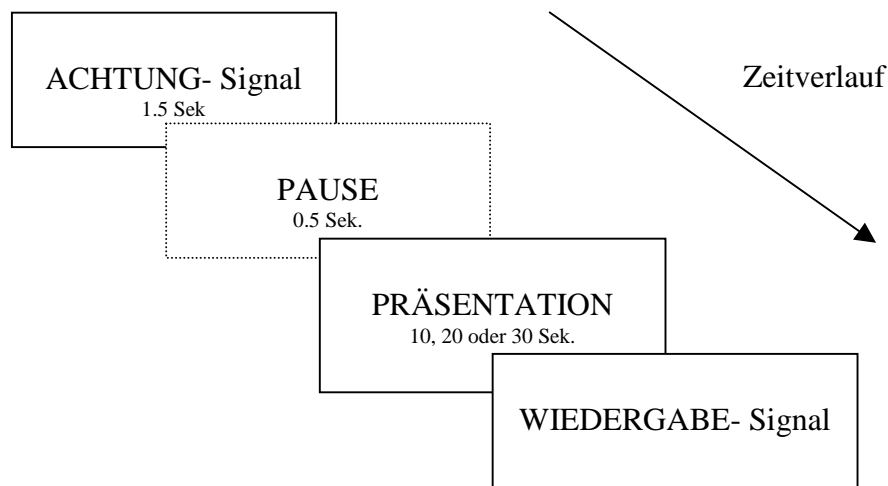 ACHTUNG- Signal
1.5 Sek
Zeitverlauf
PAUSE
0.5 Sek.
PRÄSENTATION
10, 20 oder 30 Sek.
WIEDERGABE- Signal